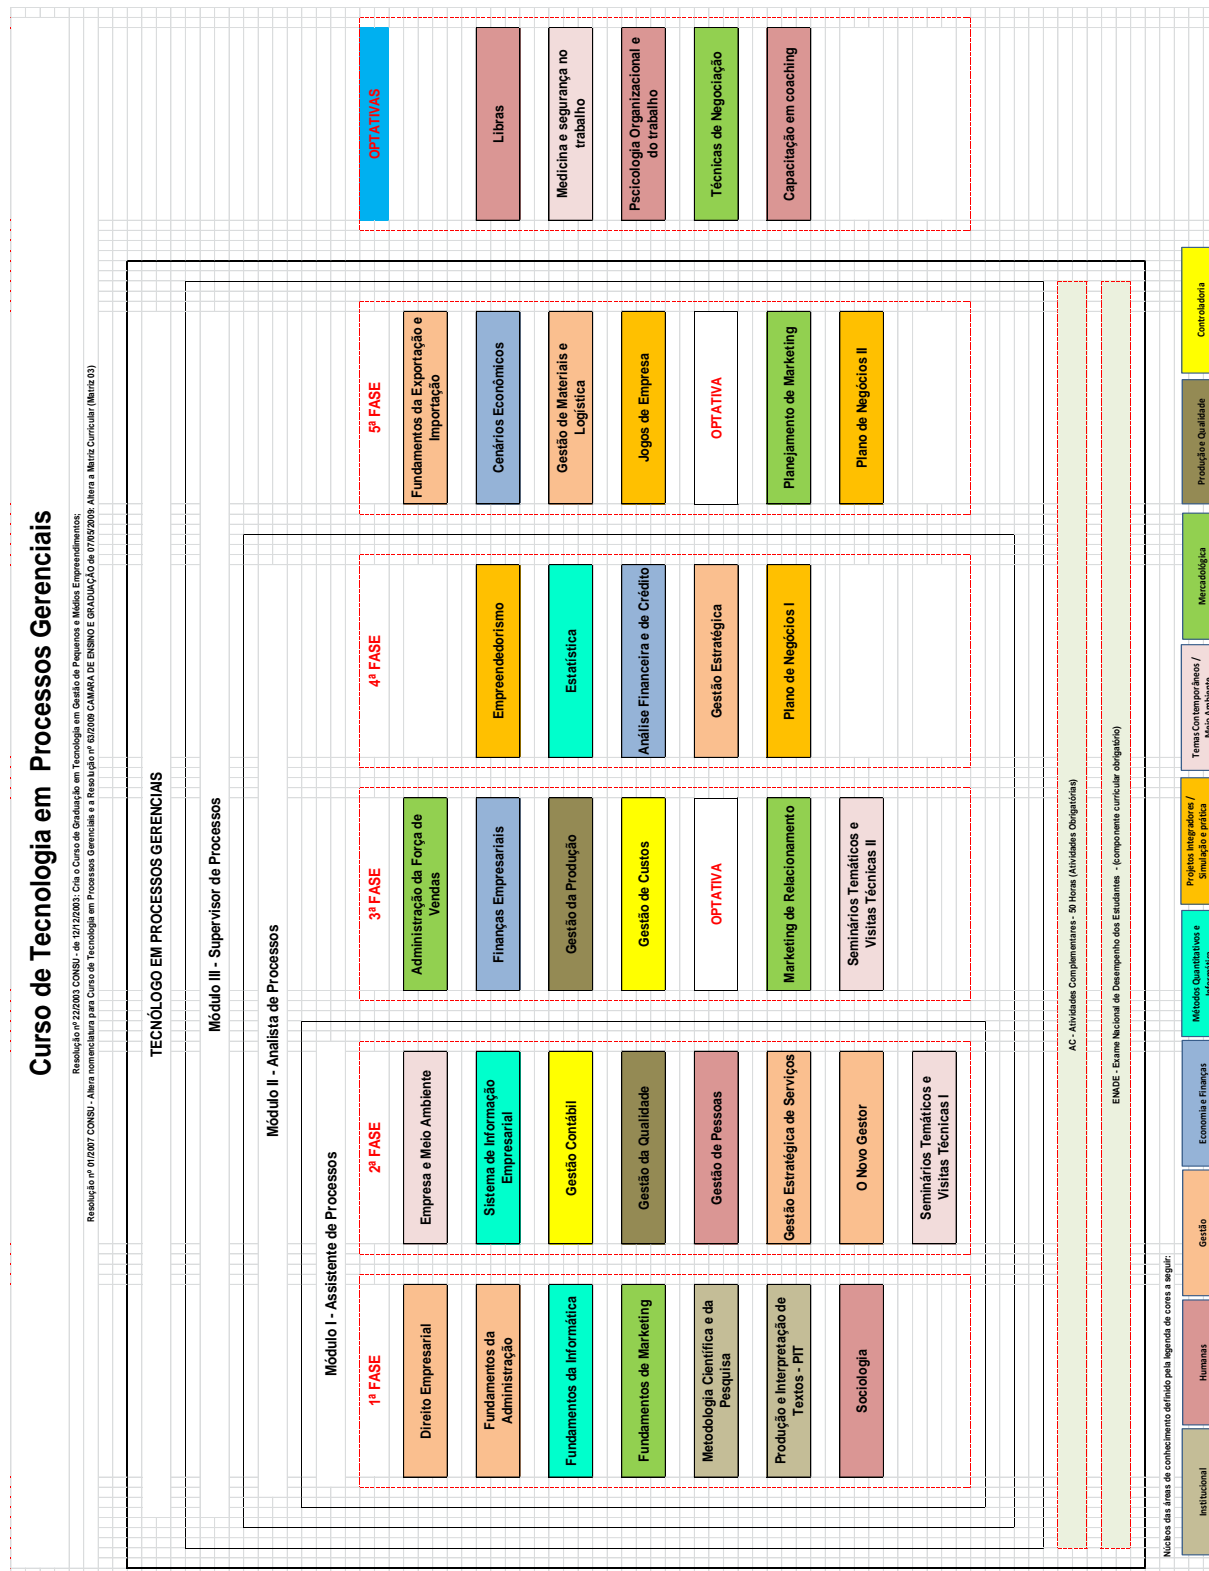 Curso de Tecnologia em Processos Gerenciais
Resolução nº 22/2003 CONSU - de 12/12/2003: Cria o Curso de Graduação em Tecnologia em Gestão de Pequenos e Médios Empreendimentos;
Resolução nº 01/2007 CONSU - Altera nomenclatura para Curso de Tecnologia em Processos Gerenciais e a Resolução nº 63/2009 CAMARA DE ENSINO E GRADUAÇÃO de 07/05/2009: Altera a Matriz Curricular (Matriz 03)
TECNÓLOGO EM PROCESSOS GERENCIAIS
Módulo III - Supervisor de Processos
Módulo II - Analista de Processos
Módulo I - Assistente de Processos
1ª FASE
Direito Empresarial
Fundamentos da
Administração
Fundamentos da Informática
Fundamentos de Marketing
Metodologia Científica e da
Pesquisa
Produção e Interpretação de
Textos - PIT
Sociologia
2ª FASE
Empresa e Meio Ambiente
Sistema de Informação
Empresarial
Gestão Contábil
Gestão da Qualidade
Gestão de Pessoas
Gestão Estratégica de Serviços
O Novo Gestor
Seminários Temáticos e
Visitas Técnicas I
3ª FASE
Administração da Força de
Vendas
Finanças Empresariais
Gestão da Produção
Gestão de Custos
OPTATIVA
Marketing de Relacionamento
Seminários Temáticos e
Visitas Técnicas II
4ª FASE
Empreendedorismo
Estatística
Análise Financeira e de Crédito
Gestão Estratégica
Plano de Negócios I
5ª FASE
Fundamentos da Exportação e
Importação
Cenários Econômicos
Gestão de Materiais e
Logística
Jogos de Empresa
OPTATIVA
Planejamento de Marketing
Plano de Negócios II
OPTATIVAS
Libras
Medicina e segurança no
trabalho
Pscicologia Organizacional e
do trabalho
Técnicas de Negociação
Capacitação em coaching
AC - Atividades Complementares - 50 Horas (Atividades Obrigatórias)
ENADE - Exame Nacional de Desempenho dos Estudantes - (componente curricular obrigatório)
Núcleos das áreas de conhecimento definido pela legenda de cores a seguir:
Institucional
Humanas
Gestão
Economia e Finanças
Métodos Quantitativos e
Projetos Integradores /
Simulação e prática
Temas Contemporâneos /
Meio Ambiente
Mercadológica
Produção e Qualidade
Controladoria